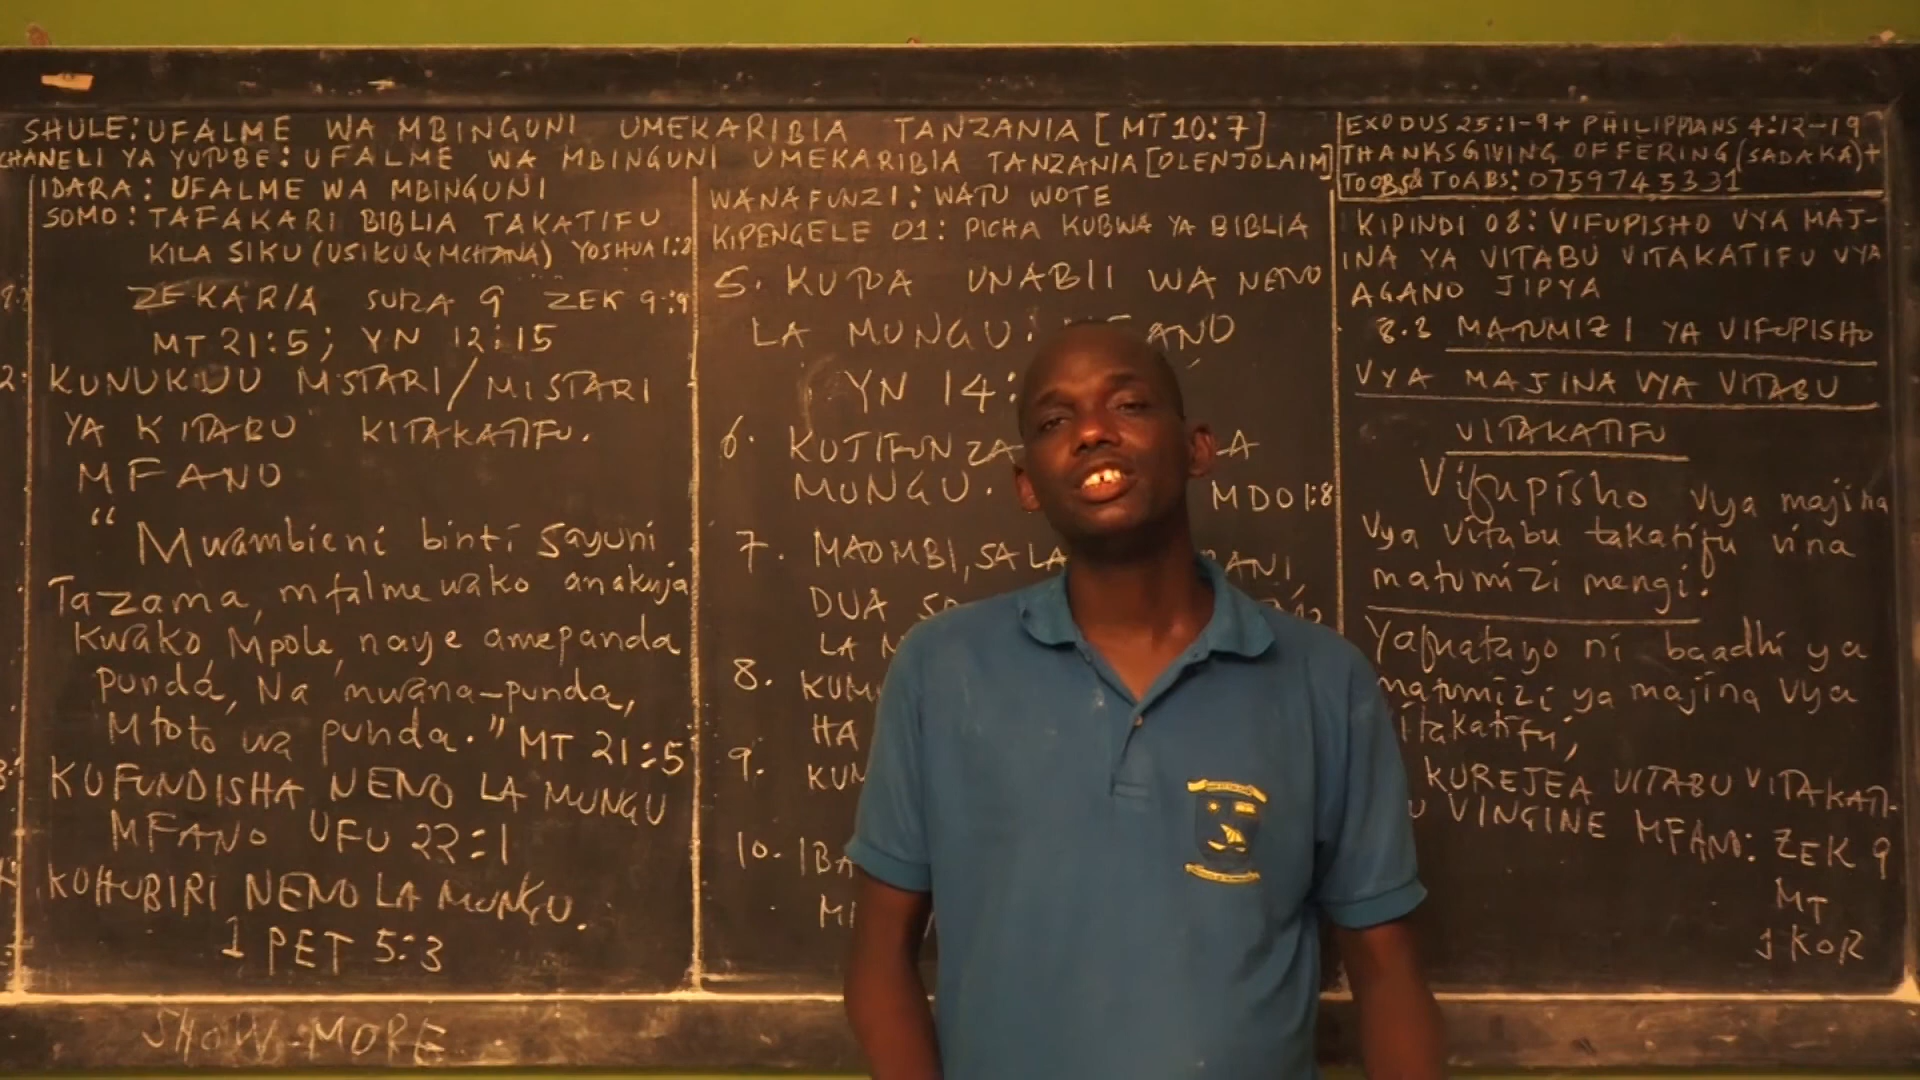 SHULE: UFALME WA MBINGUNI UMEKARIBIA TANZANIA [MT 10:7]
CHANELI YA YUTUBE: UFALME WA MBINGUNI UMEKARIBIA TANZANIA [OLENJOLAIM]
IDARA: UFALME WA MBINGUNI
SOMO: TAFAKARI BIBLIA TAKATIFU
KILA SIKU (USIKU & MCHANA) YOSHUA 1:8
ZEKARIA SURA 9 ZEK 9:9
MT 21:5; YN 12:15
2. KUNUKUU MSTARI/MISTARI
YA KITABU KITAKATIFU.
MFANO
"Mwambieni binti Sayuni
Tazama, mfalme wako anakuja
Kwako, Mpole, naye amepanda
punda, Na mwana-punda,
Mtoto wa punda." MT 21:5
KUFUNDISHA NENO LA MUNGU
MFANO UFU 22:1
KUHUBIRI NENO LA MUNGU.
1 PET 5:3
SHOW MORE
WANAFUNZI: WATU WOTE
KIPENGELE 01: PICHA KUBWA YA BIBLIA
5. KUTOA UNABII WA NENO
LA MUNGU:
YN 14:
6. KUJIFUNZA
MUNGU. MDO 1:8
7. MAOMBI, SALA
DUA
LA
8.
HA
9.
10.
EXODUS 25:1-9 + PHILIPPIANS 4:12-19
THANKSGIVING OFFERING (SADAKA) +
TOOBS & TOABS: 0759745331
KIPINDI 08: VIFUPISHO VYA MAJ-
INA YA VITABU VITAKATIFU VYA
AGANO JIPYA
8.2 MATUMIZI YA VIFUPISHO
VYA MAJINA VYA VITABU
VITAKATIFU
Vifupisho vya majina
vya vitabu takatifu vina
matumizi mengi.
Yafuatayo ni baadhi ya
matumizi ya majina vya
KUREJEA VITABU VITAKATI-
VINGINE MFANO: ZEK 9
MT
1 KOR